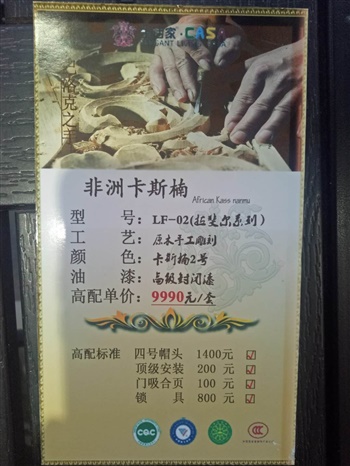 CAS
非洲卡斯楠
African Kass nanmu
型 号：LF-02(拉斐尔系列)
工 艺：原木手工雕刻
颜 色：卡斯楠2号
油 漆：高级封闭漆
高配单价：9990元/套
高配标准 四号帽头 1400元 ☑
顶级安装 200元 ☑
门吸合页 100元 ☑
锁 具 800元 ☑
CQC